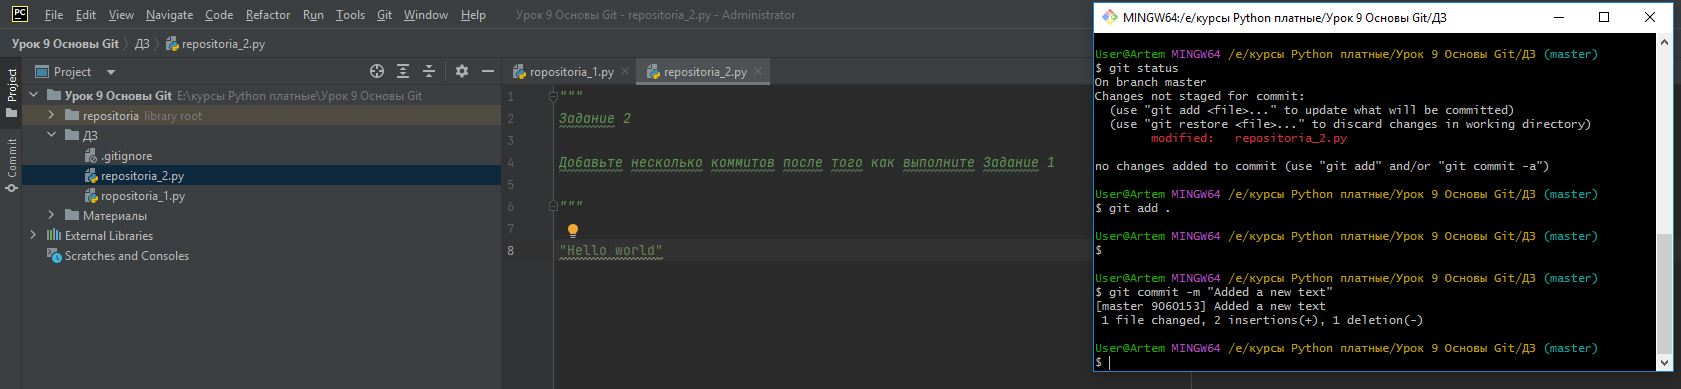 PC File Edit View Navigate Code Refactor Run Tools Git Window Help Урок 9 Основы Git - repositoria_2.py - Administrator
Урок 9 Основы Git ДЗ repositoria_2.py
Project
Commit
Project
Урок 9 Основы Git E:\курсы Python платные\Урок 9 Основы Git
repositoria library root
ДЗ
.gitignore
repositoria_2.py
ropositoria_1.py
Материалы
External Libraries
Scratches and Consoles
ropositoria_1.py repositoria_2.py
1 """
2 Задание 2
3
4 Добавьте несколько коммитов после того как выполните Задание 1
5
6 """
7
8 "Hello world"
MINGW64:/e/курсы Python платные/Урок 9 Основы Git/ДЗ
User@Artem MINGW64 /e/курсы Python платные/Урок 9 Основы Git/ДЗ (master)
$ git status
On branch master
Changes not staged for commit:
(use "git add <file>..." to update what will be committed)
(use "git restore <file>..." to discard changes in working directory)
modified: repositoria_2.py
no changes added to commit (use "git add" and/or "git commit -a")
User@Artem MINGW64 /e/курсы Python платные/Урок 9 Основы Git/ДЗ (master)
$ git add .
User@Artem MINGW64 /e/курсы Python платные/Урок 9 Основы Git/ДЗ (master)
$
User@Artem MINGW64 /e/курсы Python платные/Урок 9 Основы Git/ДЗ (master)
$ git commit -m "Added a new text"
[master 9060153] Added a new text
1 file changed, 2 insertions(+), 1 deletion(-)
User@Artem MINGW64 /e/курсы Python платные/Урок 9 Основы Git/ДЗ (master)
$